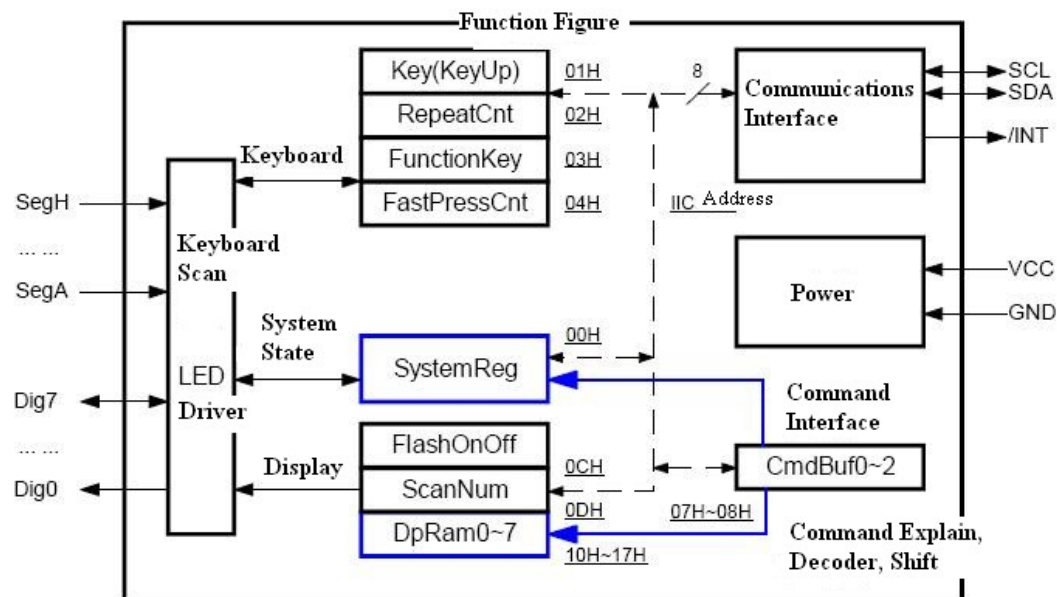 Function Figure
Key(KeyUp)
01H
RepeatCnt
02H
FunctionKey
03H
FastPressCnt
04H
8
Communications
Interface
SCL
SDA
/INT
Keyboard
SegH
... ...
SegA
Keyboard
Scan
IIC Address
Power
VCC
GND
System
State
00H
SystemReg
LED
Driver
Dig7
... ...
Dig0
Command
Interface
FlashOnOff
0CH
ScanNum
0DH
DpRam0~7
10H~17H
Display
CmdBuf0~2
07H~08H
Command Explain,
Decoder, Shift